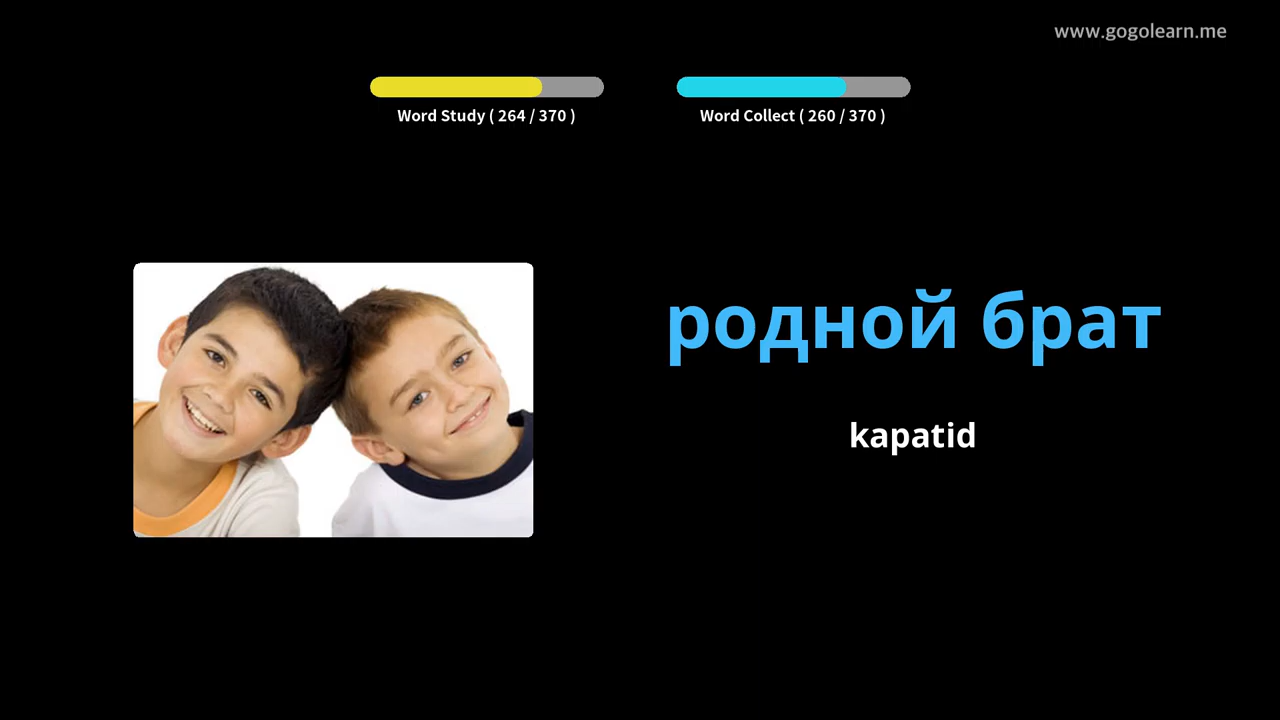 www.gogolearn.me
Word Study ( 264 / 370 )
Word Collect ( 260 / 370 )
родной брат
kapatid